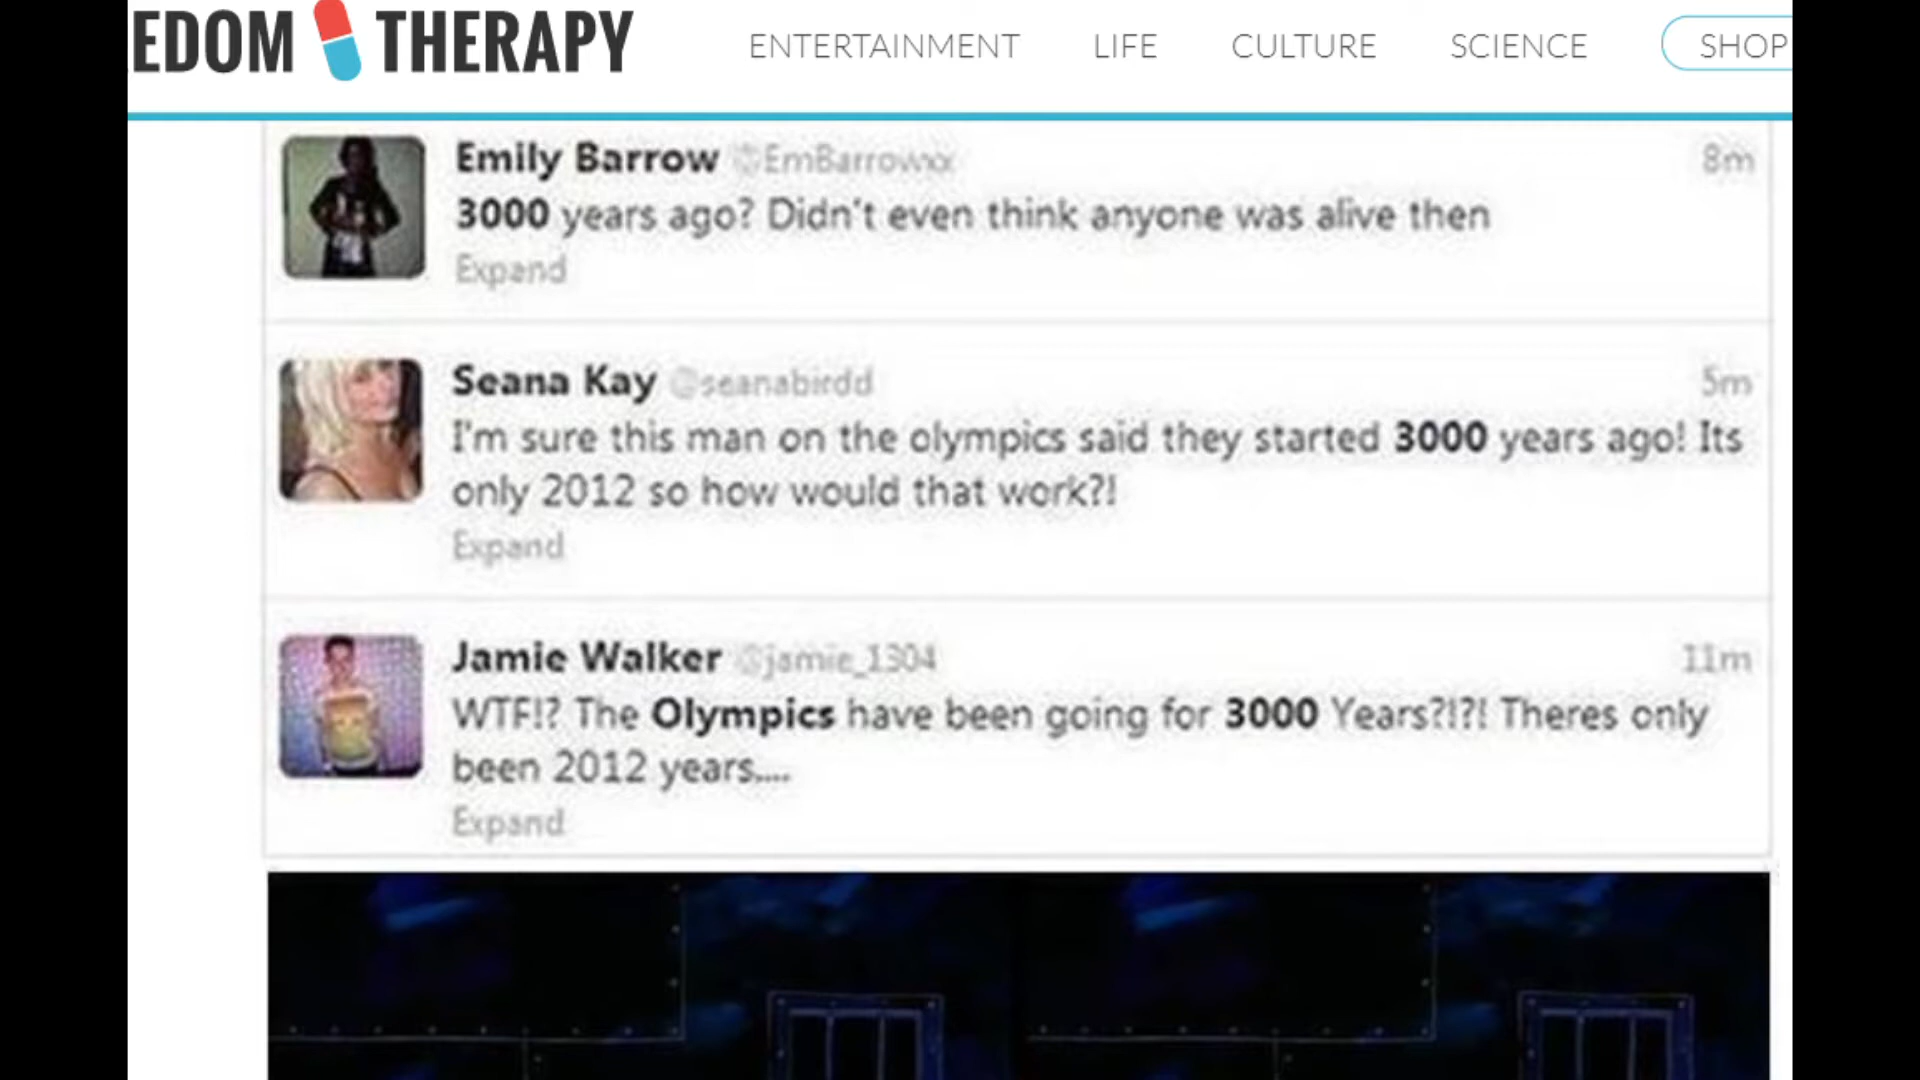 EDOM THERAPY
ENTERTAINMENT LIFE CULTURE SCIENCE SHOP
Emily Barrow @EmBarrowxx 8m
3000 years ago? Didn't even think anyone was alive then
Expand
Seana Kay @seanabirdd 5m
I'm sure this man on the olympics said they started 3000 years ago! Its
only 2012 so how would that work?!
Expand
Jamie Walker @jamie_1304 11m
WTF!? The Olympics have been going for 3000 Years?!?! Theres only
been 2012 years....
Expand